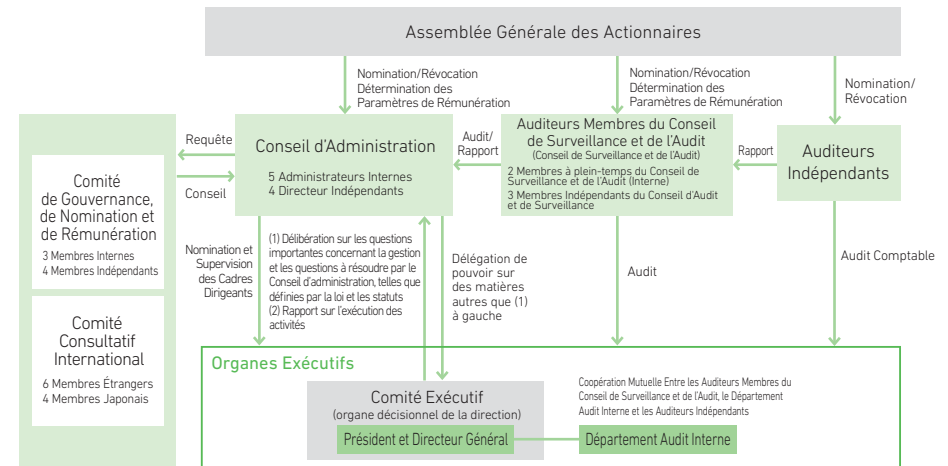 Assemblée Générale des Actionnaires
Nomination/Révocation
Détermination des
Paramètres de Rémunération
Nomination/Révocation
Détermination des
Paramètres de Rémunération
Nomination/
Révocation
Requête
Conseil
Conseil d'Administration
5 Administrateurs Internes
4 Directeur Indépendants
Audit/
Rapport
Auditeurs Membres du Conseil
de Surveillance et de l'Audit
(Conseil de Surveillance et de l'Audit)
2 Membres à plein-temps du Conseil de
Surveillance et de l'Audit (Interne)
3 Membres Indépendants du Conseil d'Audit
et de Surveillance
Rapport
Auditeurs
Indépendants
Comité
de Gouvernance,
de Nomination et
de Rémunération
3 Membres Internes
4 Membres Indépendants
Comité
Consultatif
International
6 Membres Étrangers
4 Membres Japonais
Nomination et
Supervision
des Cadres
Dirigeants
(1) Délibération sur les questions
importantes concernant la gestion
et les questions à résoudre par le
Conseil d'administration, telles que
définies par la loi et les statuts
(2) Rapport sur l'exécution des
activités
Délégation de
pouvoir sur
des matières
autres que (1)
à gauche
Audit
Audit Comptable
Organes Exécutifs
Comité Exécutif
(organe décisionnel de la direction)
Président et Directeur Général
Coopération Mutuelle Entre les Auditeurs Membres du
Conseil de Surveillance et de l'Audit, le Département
Audit Interne et les Auditeurs Indépendants
Département Audit Interne